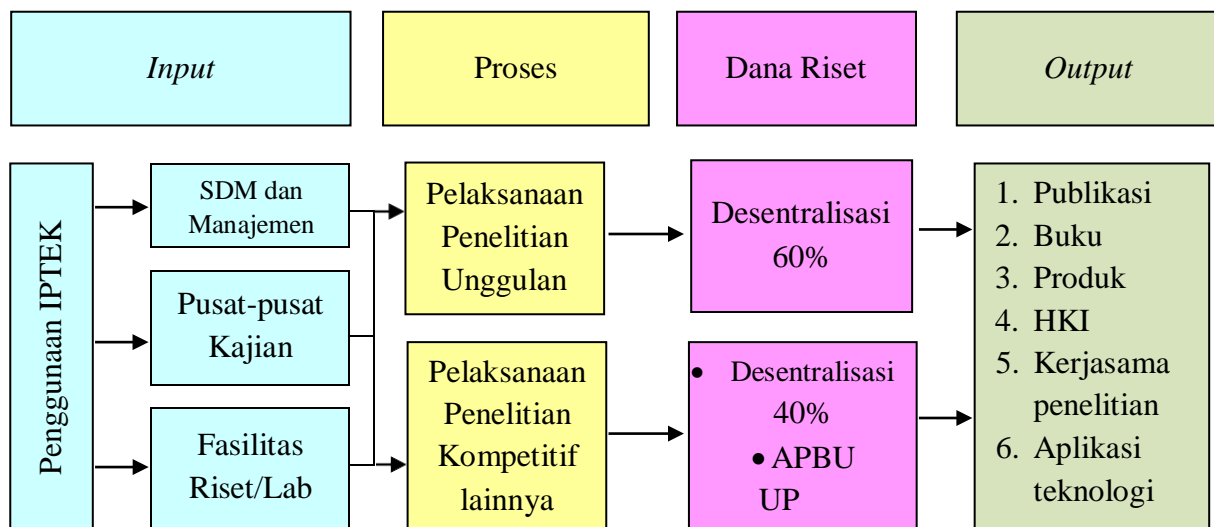 Input
Proses
Dana Riset
Output
Penggunaan IPTEK
SDM dan
Manajemen
Pusat-pusat
Kajian
Fasilitas
Riset/Lab
Pelaksanaan
Penelitian
Unggulan
Pelaksanaan
Penelitian
Kompetitif
lainnya
Desentralisasi
60%
• Desentralisasi
40%
• APBU
UP
1. Publikasi
2. Buku
3. Produk
4. HKI
5. Kerjasama
penelitian
6. Aplikasi
teknologi